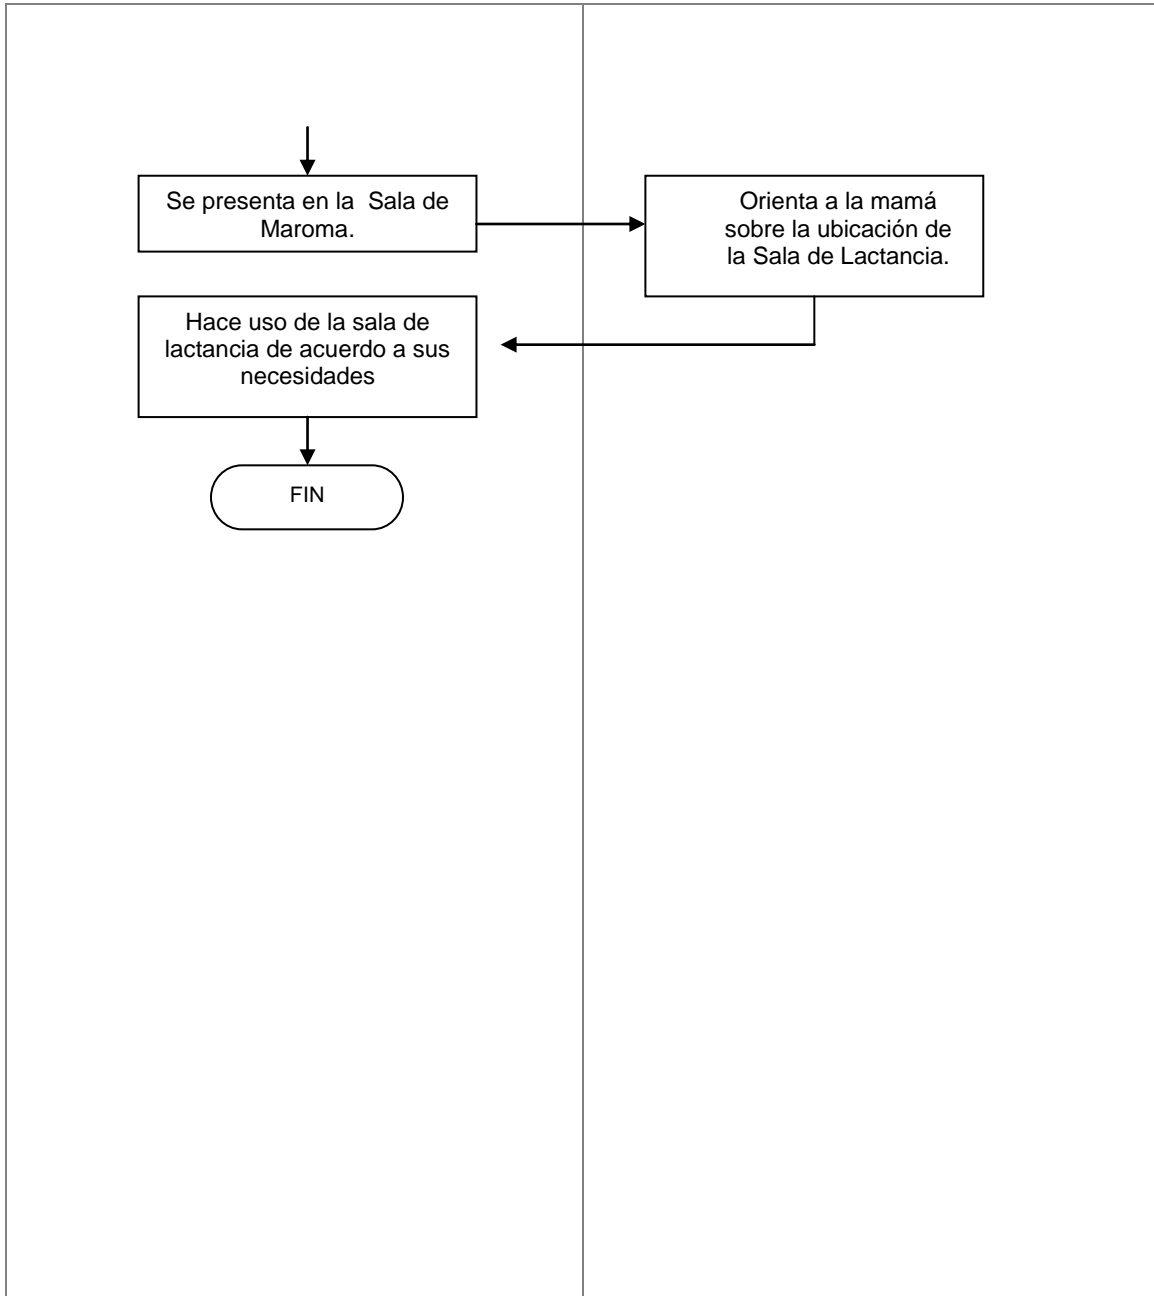 Se presenta en la  Sala de
Maroma.
Orienta a la mamá
sobre la ubicación de
la Sala de Lactancia.
Hace uso de la sala de
lactancia de acuerdo a sus
necesidades
FIN